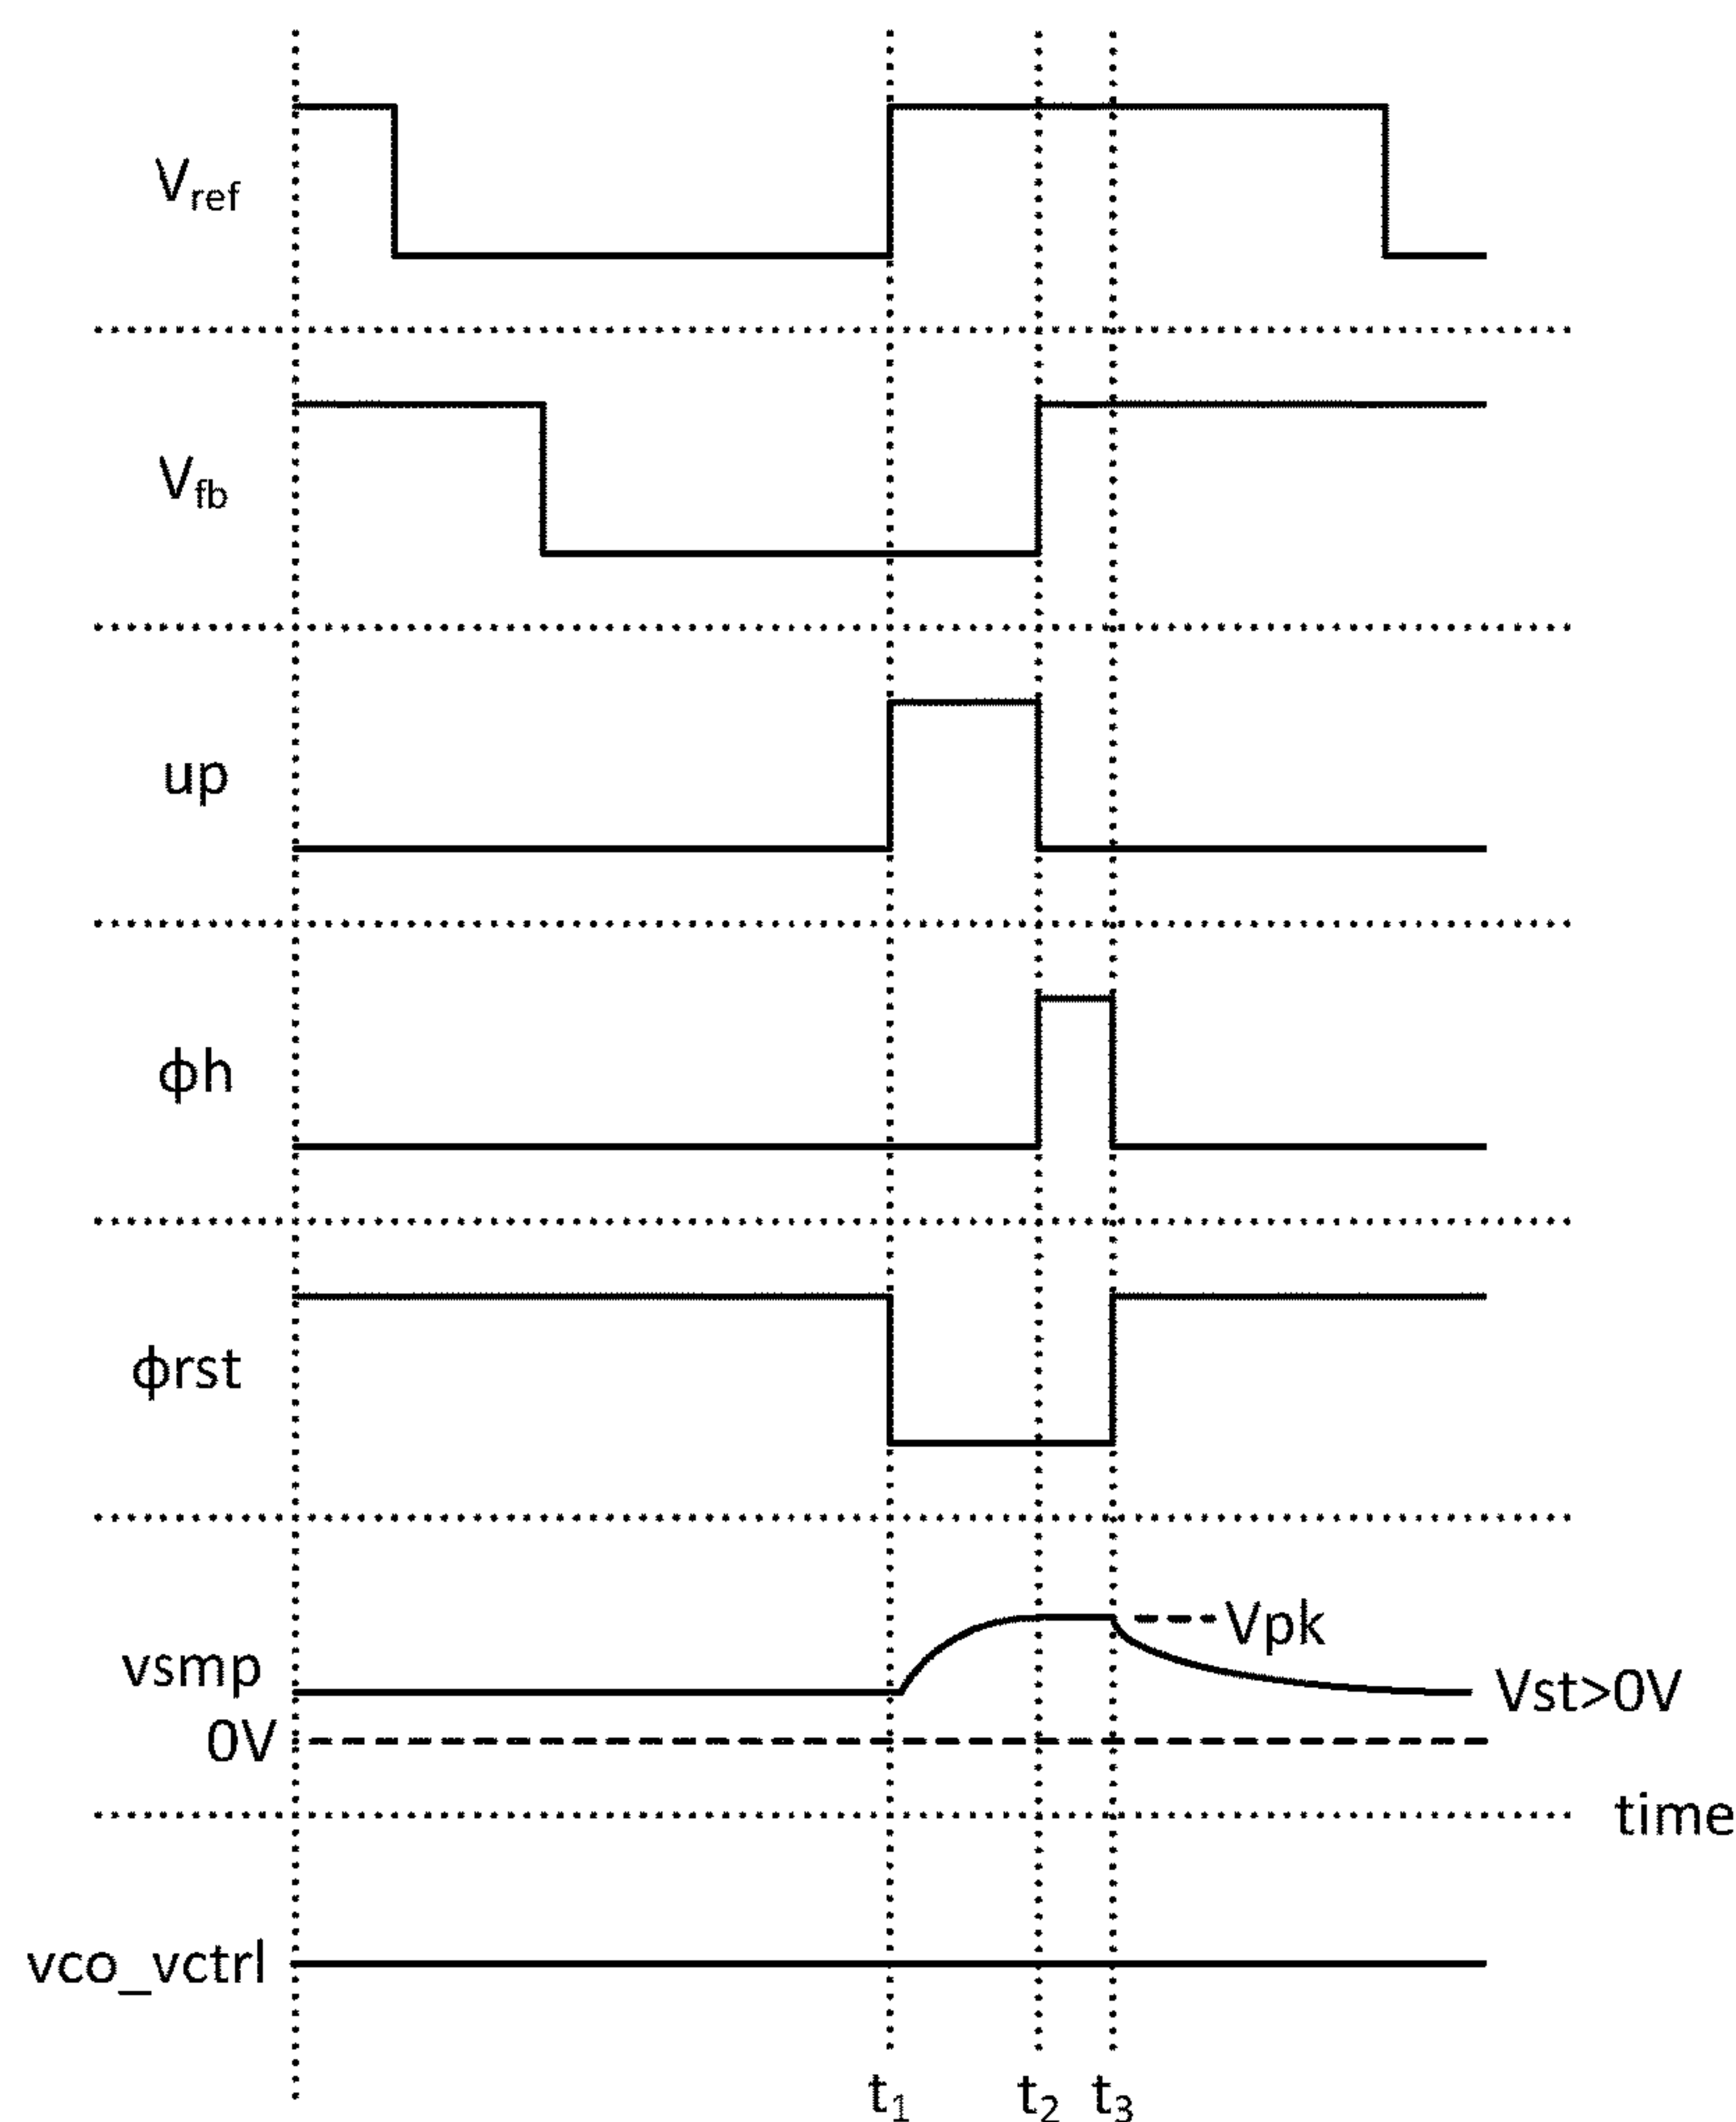 Vref
Vfb
up
ϕh
ϕrst
Vpk
vsmp
Vst>0V
0V
time
vco_vctrl
t1 t2 t3